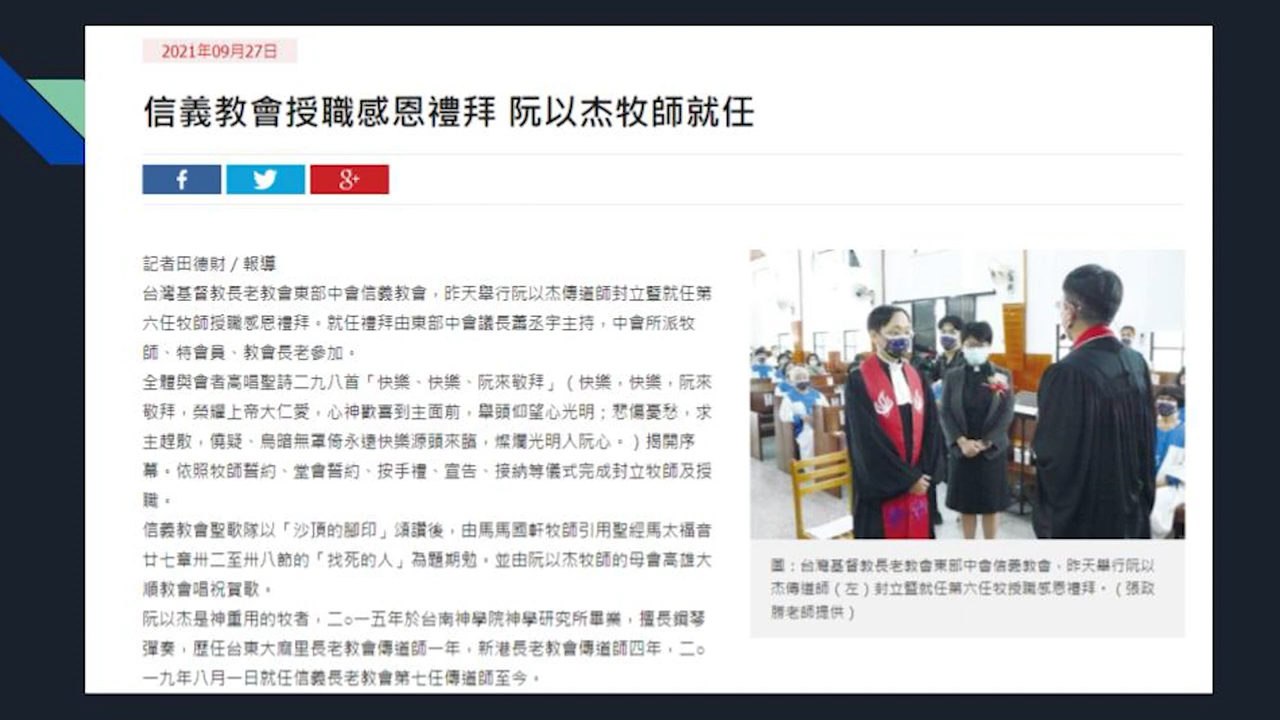 2021年09月27日
信義教會授職感恩禮拜 阮以杰牧師就任
f
8+
記者田德財 / 報導
台灣基督教長老教會東部中會信義教會，昨天舉行阮以杰傳道師封立暨就任第
六任牧師授職感恩禮拜。就任禮拜由東部中會議長蕭丞宇主持，中會所派牧
師、特會員、教會長老參加。
全體與會者高唱聖詩二九八首「快樂、快樂、阮來敬拜」（快樂，快樂，阮來
敬拜，榮耀上帝大仁愛，心神歡喜到主面前，舉頭仰望心光明；悲傷憂愁，求
主趕散，僥疑、烏暗無罩倚永遠快樂源頭來臨，燦爛光明入阮心。）揭開序
幕。依照牧師誓約、堂會誓約、按手禮、宣告、接納等儀式完成封立牧師及授
職。
信義教會聖歌隊以「沙頂的腳印」頌讚後，由馬馬國軒牧師引用聖經馬太福音
廿七章卅二至卅八節的「找死的人」為題期勉。並由阮以杰牧師的母會高雄大
順教會唱祝賀歌。
阮以杰是神重用的牧者，二○一五年於台南神學院神學研究所畢業，擅長鋼琴
彈奏，歷任台東大麻里長老教會傳道師一年，新港長老教會傳道師四年，二○
一九年八月一日就任信義長老教會第七任傳道師至今。
圖：台灣基督教長老教會東部中會信義教會，昨天舉行阮以
杰傳道師（左）封立暨就任第六任牧授職感恩禮拜。（張政
勝老師提供）